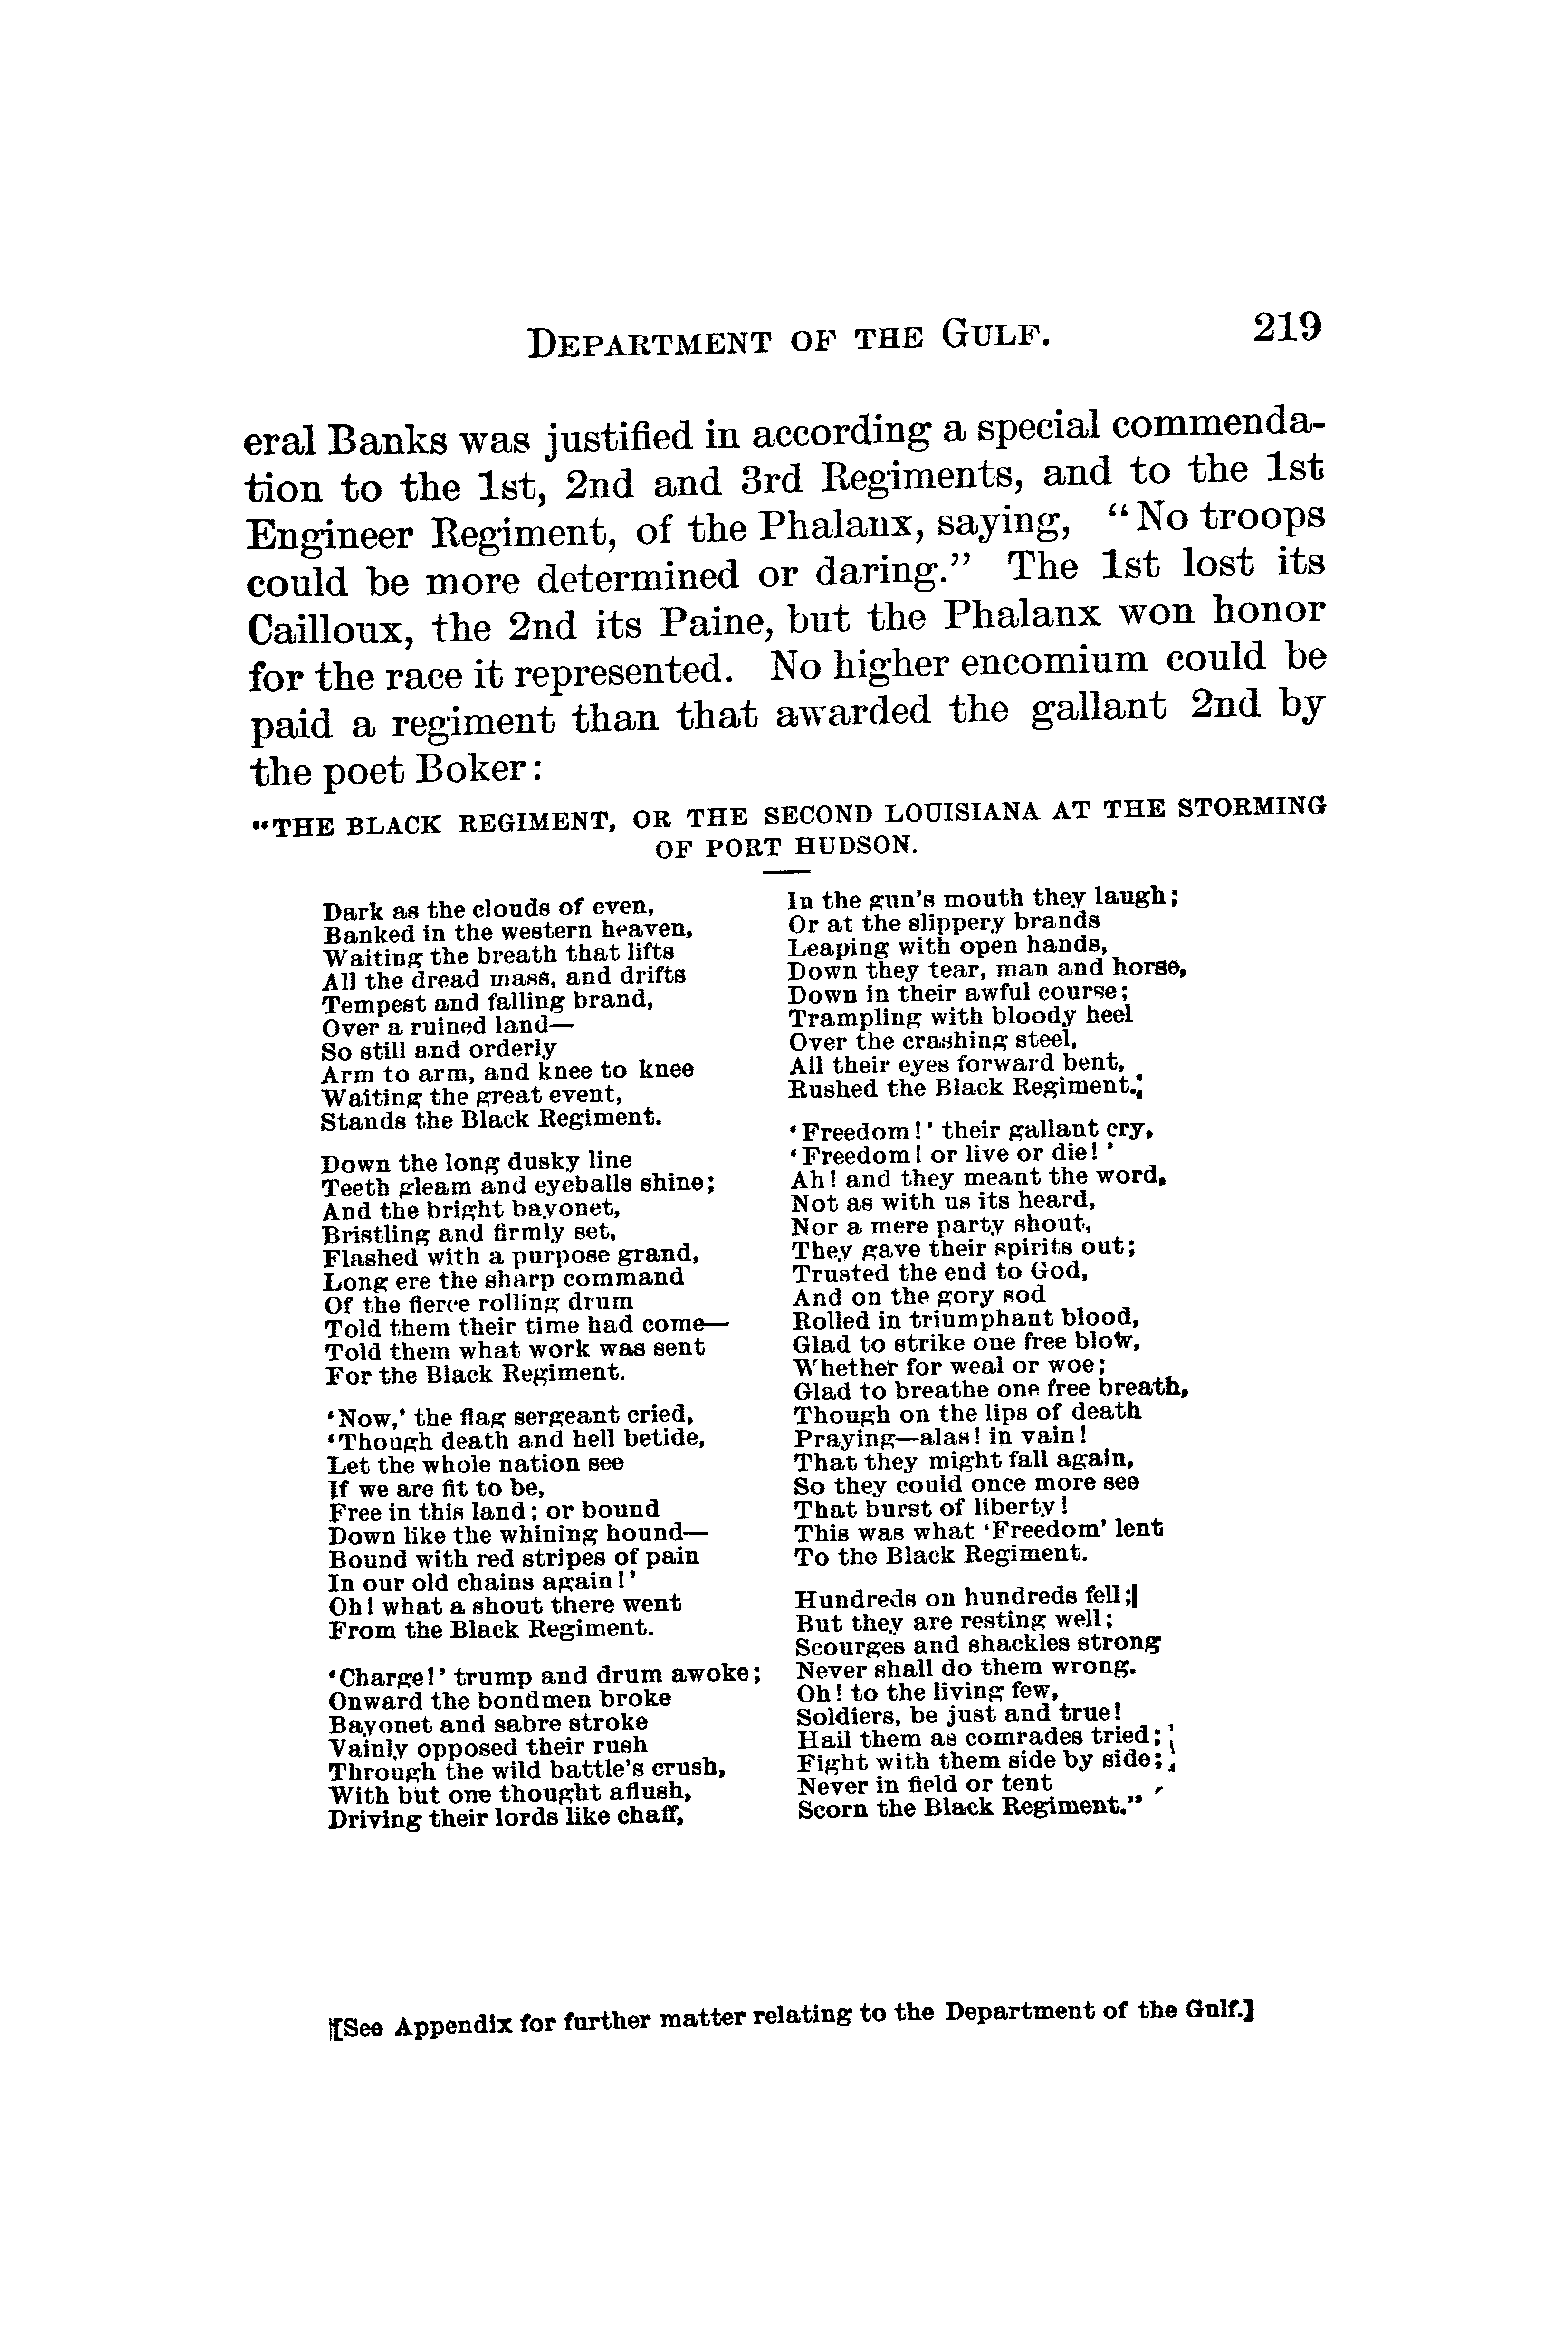 DEPARTMENT OF THE GULF. 219
eral Banks was justified in according a special commenda-
tion to the 1st, 2nd and 3rd Regiments, and to the 1st
Engineer Regiment, of the Phalanx, saying, “No troops
could be more determined or daring.” The 1st lost its
Cailloux, the 2nd its Paine, but the Phalanx won honor
for the race it represented. No higher encomium could be
paid a regiment than that awarded the gallant 2nd by
the poet Boker:
“THE BLACK REGIMENT, OR THE SECOND LOUISIANA AT THE STORMING
OF PORT HUDSON.
Dark as the clouds of even,
Banked in the western heaven,
Waiting the breath that lifts
All the dread mass, and drifts
Tempest and falling brand,
Over a ruined land—
So still and orderly
Arm to arm, and knee to knee
Waiting the great event,
Stands the Black Regiment.
Down the long dusky line
Teeth gleam and eyeballs shine;
And the bright bayonet,
Bristling and firmly set,
Flashed with a purpose grand,
Long ere the sharp command
Of the fierce rolling drum
Told them their time had come—
Told them what work was sent
For the Black Regiment.
‘Now,’ the flag sergeant cried,
‘Though death and hell betide,
Let the whole nation see
If we are fit to be,
Free in this land; or bound
Down like the whining hound—
Bound with red stripes of pain
In our old chains again!’
Oh! what a shout there went
From the Black Regiment.
‘Charge!’ trump and drum awoke;
Onward the bondmen broke
Bayonet and sabre stroke
Vainly opposed their rush
Through the wild battle’s crush,
With but one thought aflush,
Driving their lords like chaff,
In the gun’s mouth they laugh;
Or at the slippery brands
Leaping with open hands,
Down they tear, man and horse,
Down in their awful course;
Trampling with bloody heel
Over the crashing steel,
All their eyes forward bent,
Rushed the Black Regiment.
‘Freedom!’ their gallant cry,
‘Freedom! or live or die!’
Ah! and they meant the word,
Not as with us its heard,
Nor a mere party shout,
They gave their spirits out;
Trusted the end to God,
And on the gory sod
Rolled in triumphant blood,
Glad to strike one free blow,
Whether for weal or woe;
Glad to breathe one free breath,
Though on the lips of death
Praying—alas! in vain!
That they might fall again,
So they could once more see
That burst of liberty!
This was what ‘Freedom’ lent
To the Black Regiment.
Hundreds on hundreds fell;
But they are resting well;
Scourges and shackles strong
Never shall do them wrong.
Oh! to the living few,
Soldiers, be just and true!
Hail them as comrades tried;
Fight with them side by side;
Never in field or tent
Scorn the Black Regiment.”
[See Appendix for further matter relating to the Department of the Gulf.]